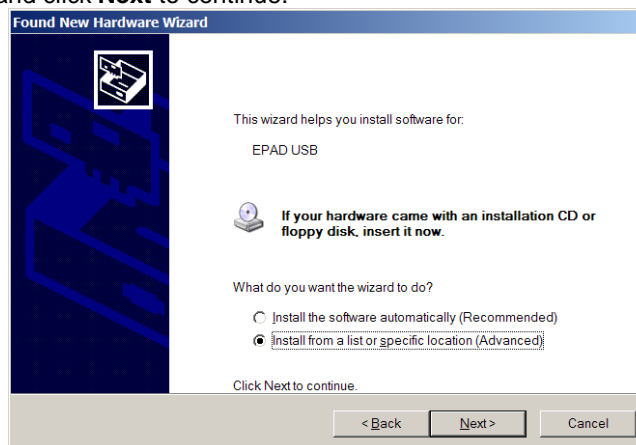 and click Next to continue.
Found New Hardware Wizard
This wizard helps you install software for:
EPAD USB
If your hardware came with an installation CD or
floppy disk, insert it now.
What do you want the wizard to do?
Install the software automatically (Recommended)
Install from a list or specific location (Advanced)
Click Next to continue.
< Back Next > Cancel